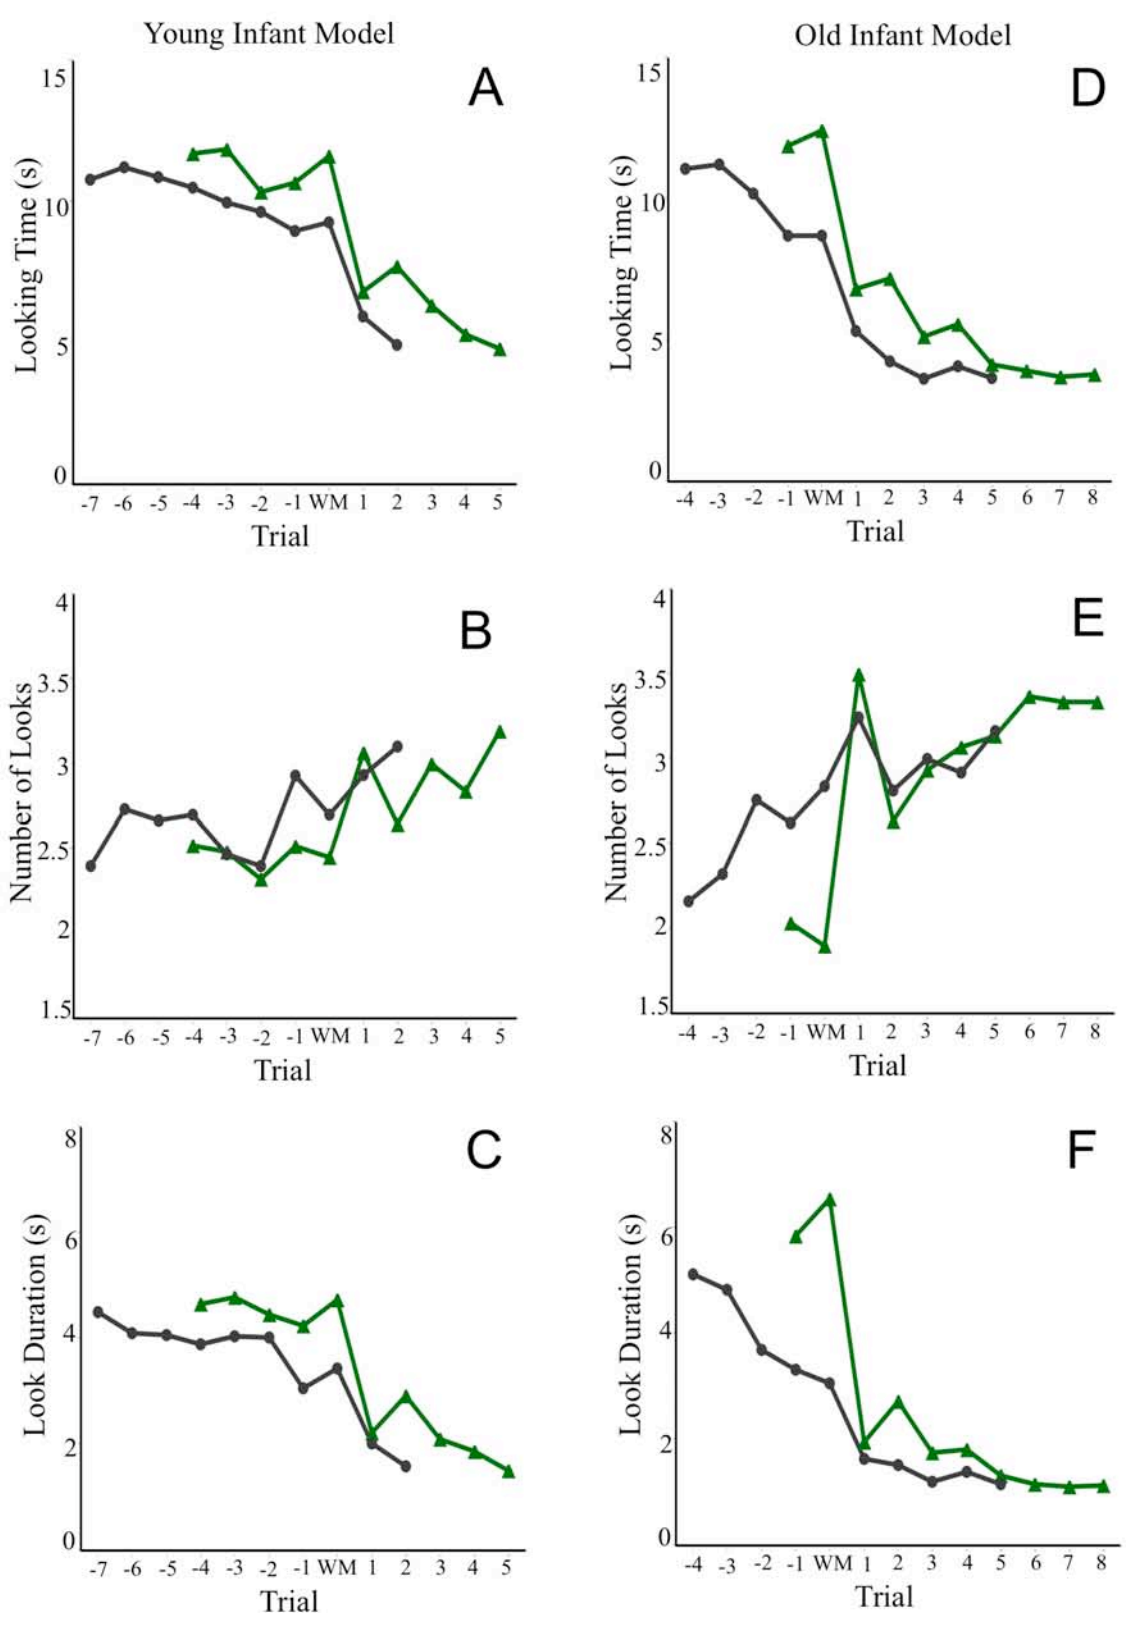 Young Infant Model
A
Looking Time (s)
15
10
5
0
-7 -6 -5 -4 -3 -2 -1 WM 1 2 3 4 5
Trial
Old Infant Model
D
Looking Time (s)
15
10
5
0
-4 -3 -2 -1 WM 1 2 3 4 5 6 7 8
Trial
B
Number of Looks
4
3.5
3
2.5
2
1.5
-7 -6 -5 -4 -3 -2 -1 WM 1 2 3 4 5
Trial
E
Number of Looks
4
3.5
3
2.5
2
1.5
-4 -3 -2 -1 WM 1 2 3 4 5 6 7 8
Trial
C
Look Duration (s)
8
6
4
2
0
-7 -6 -5 -4 -3 -2 -1 WM 1 2 3 4 5
Trial
F
Look Duration (s)
8
6
4
2
0
-4 -3 -2 -1 WM 1 2 3 4 5 6 7 8
Trial